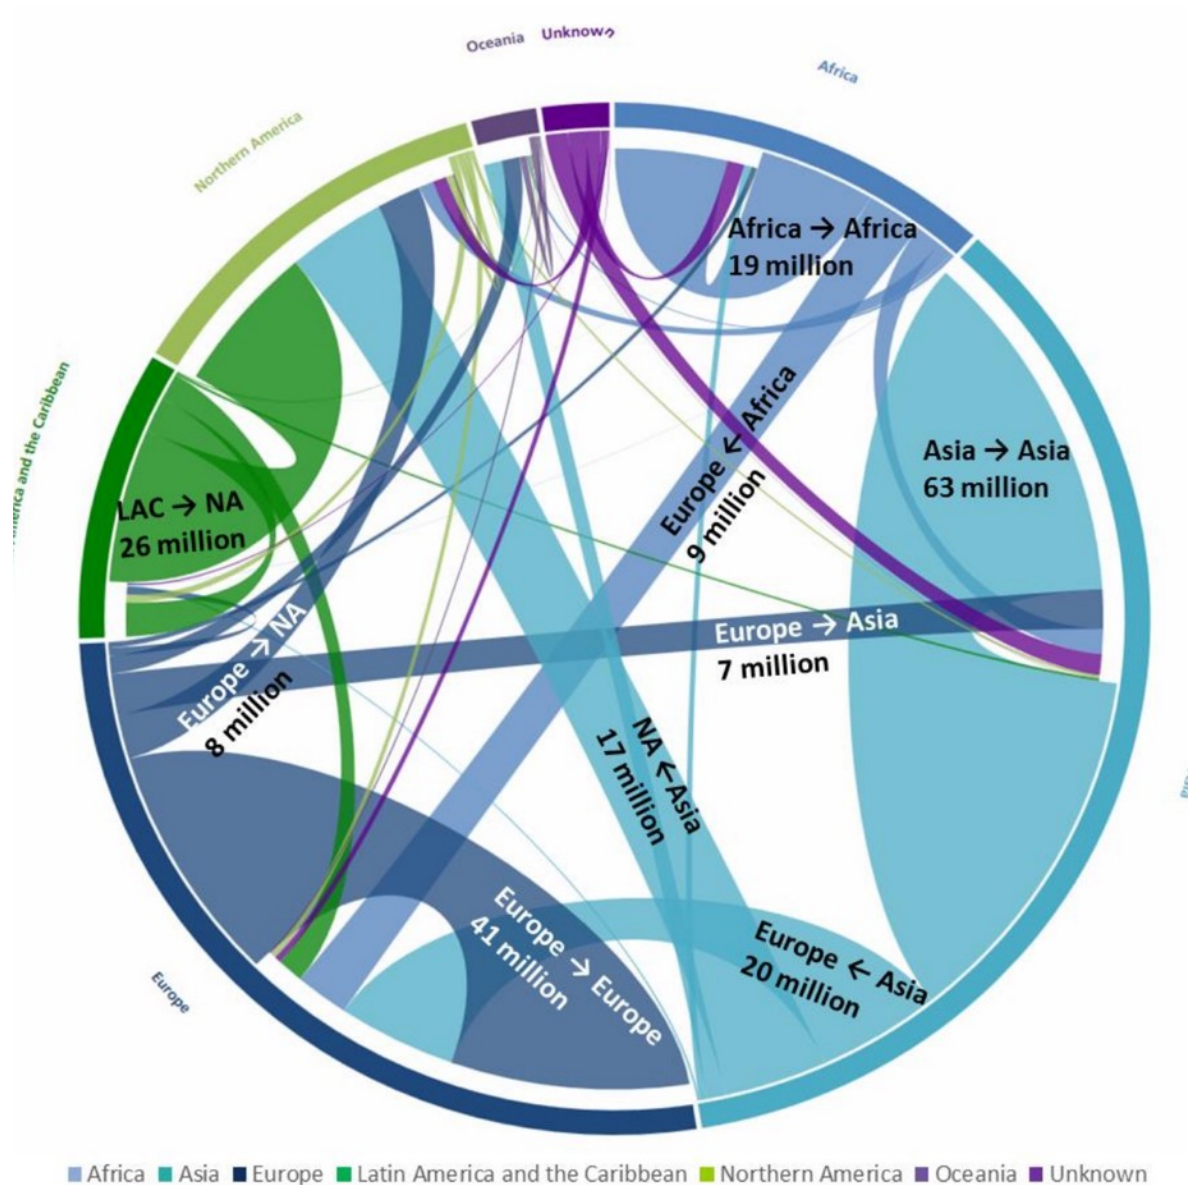 Oceania
Unknown
Africa
Northern America
America and the Caribbean
Africa → Africa
19 million
Asia → Asia
63 million
Europe ← Africa
9 million
LAC → NA
26 million
Europe → NA
8 million
Europe → Asia
7 million
NA ← Asia
17 million
Europe → Europe
41 million
Europe ← Asia
20 million
Europe
Africa Asia Europe Latin America and the Caribbean Northern America Oceania Unknown